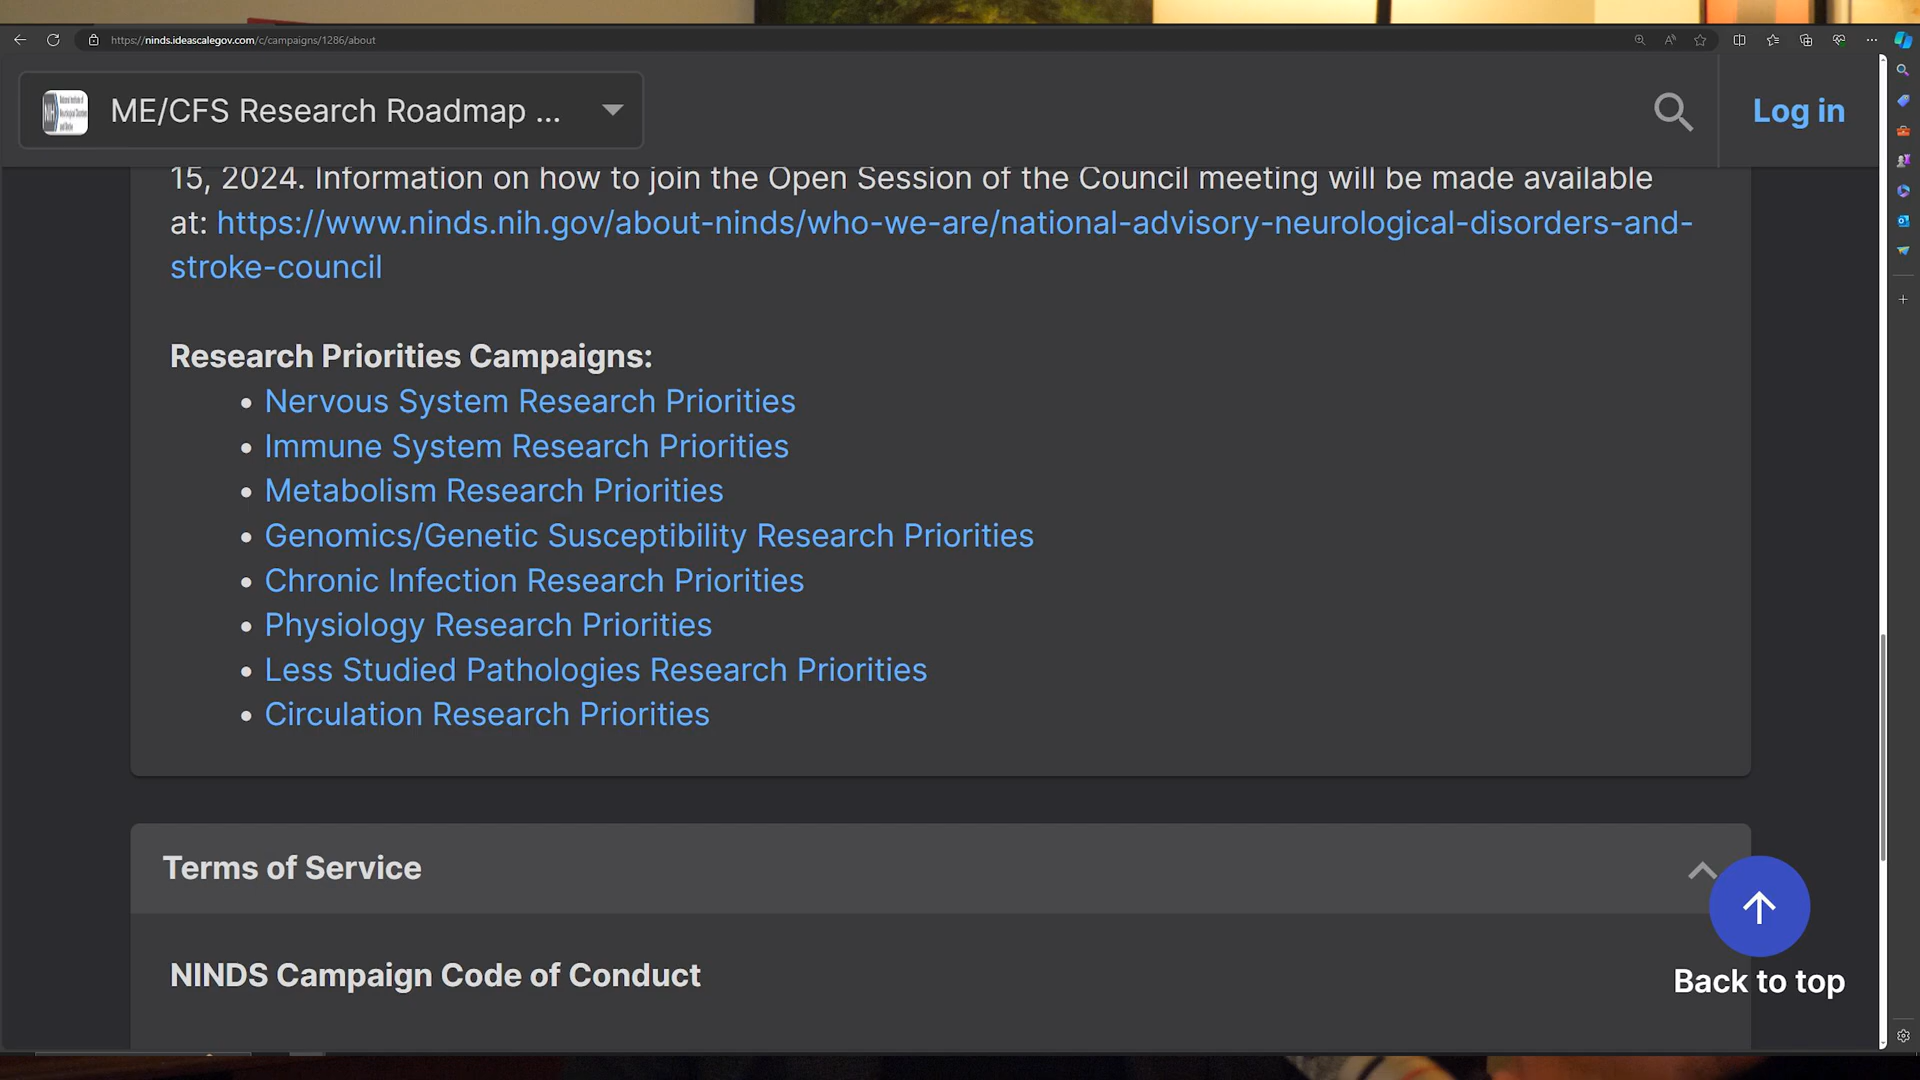 https://ninds.ideascalegov.com/c/campaigns/1286/about
ME/CFS Research Roadmap ...
Log in
15, 2024. Information on how to join the Open Session of the Council meeting will be made available
at: https://www.ninds.nih.gov/about-ninds/who-we-are/national-advisory-neurological-disorders-and-
stroke-council
Research Priorities Campaigns:
• Nervous System Research Priorities
• Immune System Research Priorities
• Metabolism Research Priorities
• Genomics/Genetic Susceptibility Research Priorities
• Chronic Infection Research Priorities
• Physiology Research Priorities
• Less Studied Pathologies Research Priorities
• Circulation Research Priorities
Terms of Service
NINDS Campaign Code of Conduct
Back to top